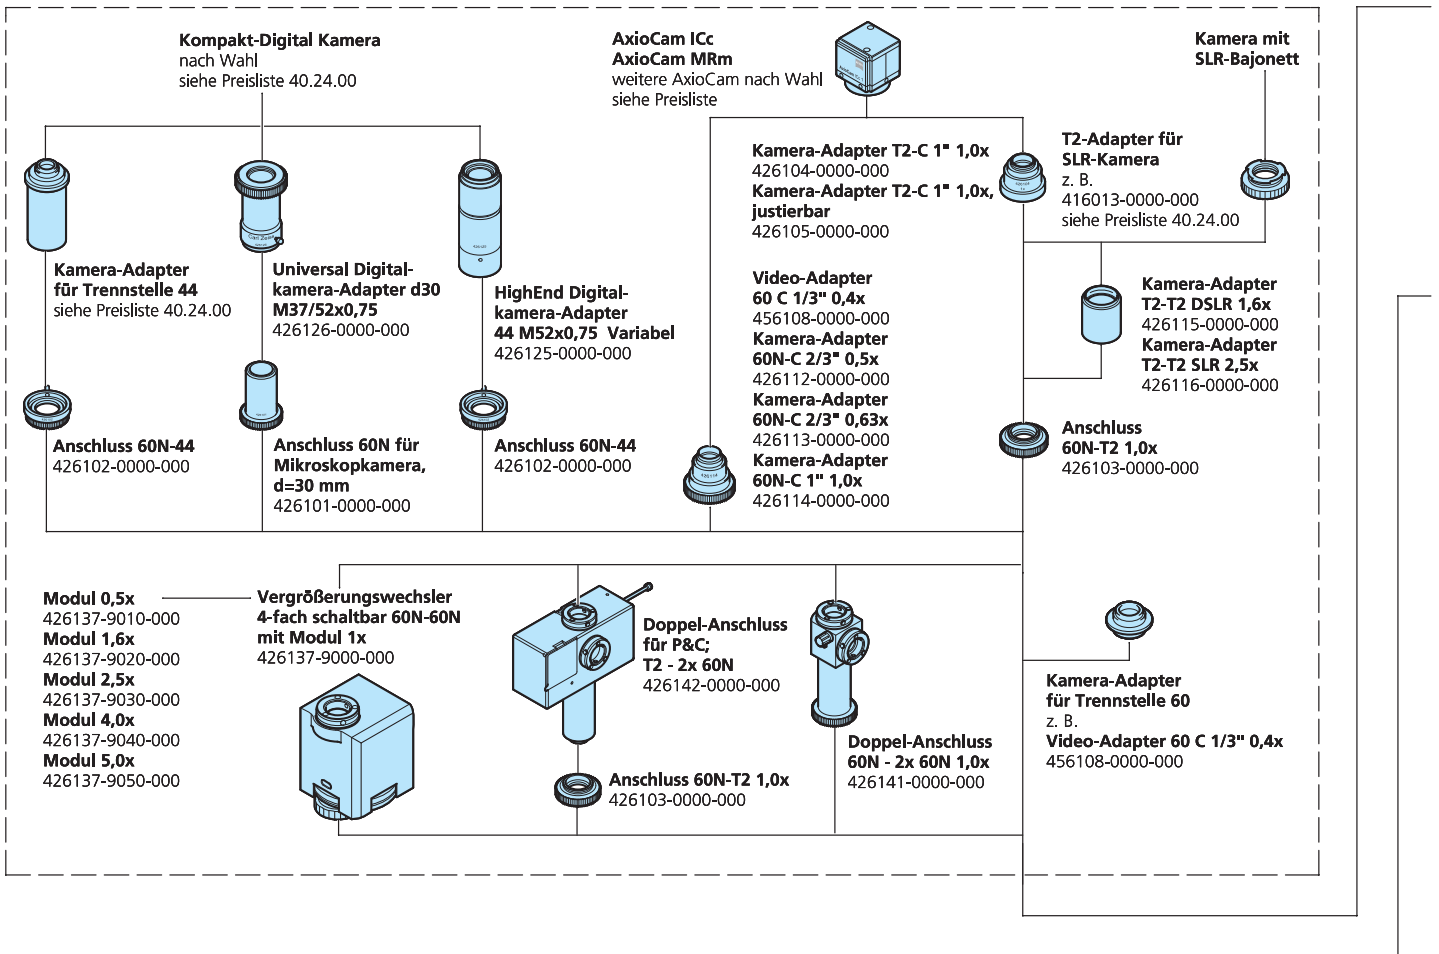 Kompakt-Digital Kamera
nach Wahl
siehe Preisliste 40.24.00
AxioCam ICc
AxioCam MRm
weitere AxioCam nach Wahl
siehe Preisliste
Kamera mit
SLR-Bajonett
Kamera-Adapter T2-C 1" 1,0x
426104-0000-000
Kamera-Adapter T2-C 1" 1,0x,
justierbar
426105-0000-000
T2-Adapter für
SLR-Kamera
z. B.
416013-0000-000
siehe Preisliste 40.24.00
Kamera-Adapter
für Trennstelle 44
siehe Preisliste 40.24.00
Universal Digital-
kamera-Adapter d30
M37/52x0,75
426126-0000-000
HighEnd Digital-
kamera-Adapter
44 M52x0,75 Variabel
426125-0000-000
Video-Adapter
60 C 1/3" 0,4x
456108-0000-000
Kamera-Adapter
60N-C 2/3" 0,5x
426112-0000-000
Kamera-Adapter
60N-C 2/3" 0,63x
426113-0000-000
Kamera-Adapter
60N-C 1" 1,0x
426114-0000-000
Kamera-Adapter
T2-T2 DSLR 1,6x
426115-0000-000
Kamera-Adapter
T2-T2 SLR 2,5x
426116-0000-000
Anschluss 60N-44
426102-0000-000
Anschluss 60N für
Mikroskopkamera,
d=30 mm
426101-0000-000
Anschluss 60N-44
426102-0000-000
Anschluss
60N-T2 1,0x
426103-0000-000
Modul 0,5x
426137-9010-000
Modul 1,6x
426137-9020-000
Modul 2,5x
426137-9030-000
Modul 4,0x
426137-9040-000
Modul 5,0x
426137-9050-000
Vergrößerungswechsler
4-fach schaltbar 60N-60N
mit Modul 1x
426137-9000-000
Doppel-Anschluss
für P&C;
T2 - 2x 60N
426142-0000-000
Anschluss 60N-T2 1,0x
426103-0000-000
Doppel-Anschluss
60N - 2x 60N 1,0x
426141-0000-000
Kamera-Adapter
für Trennstelle 60
z. B.
Video-Adapter 60 C 1/3" 0,4x
456108-0000-000